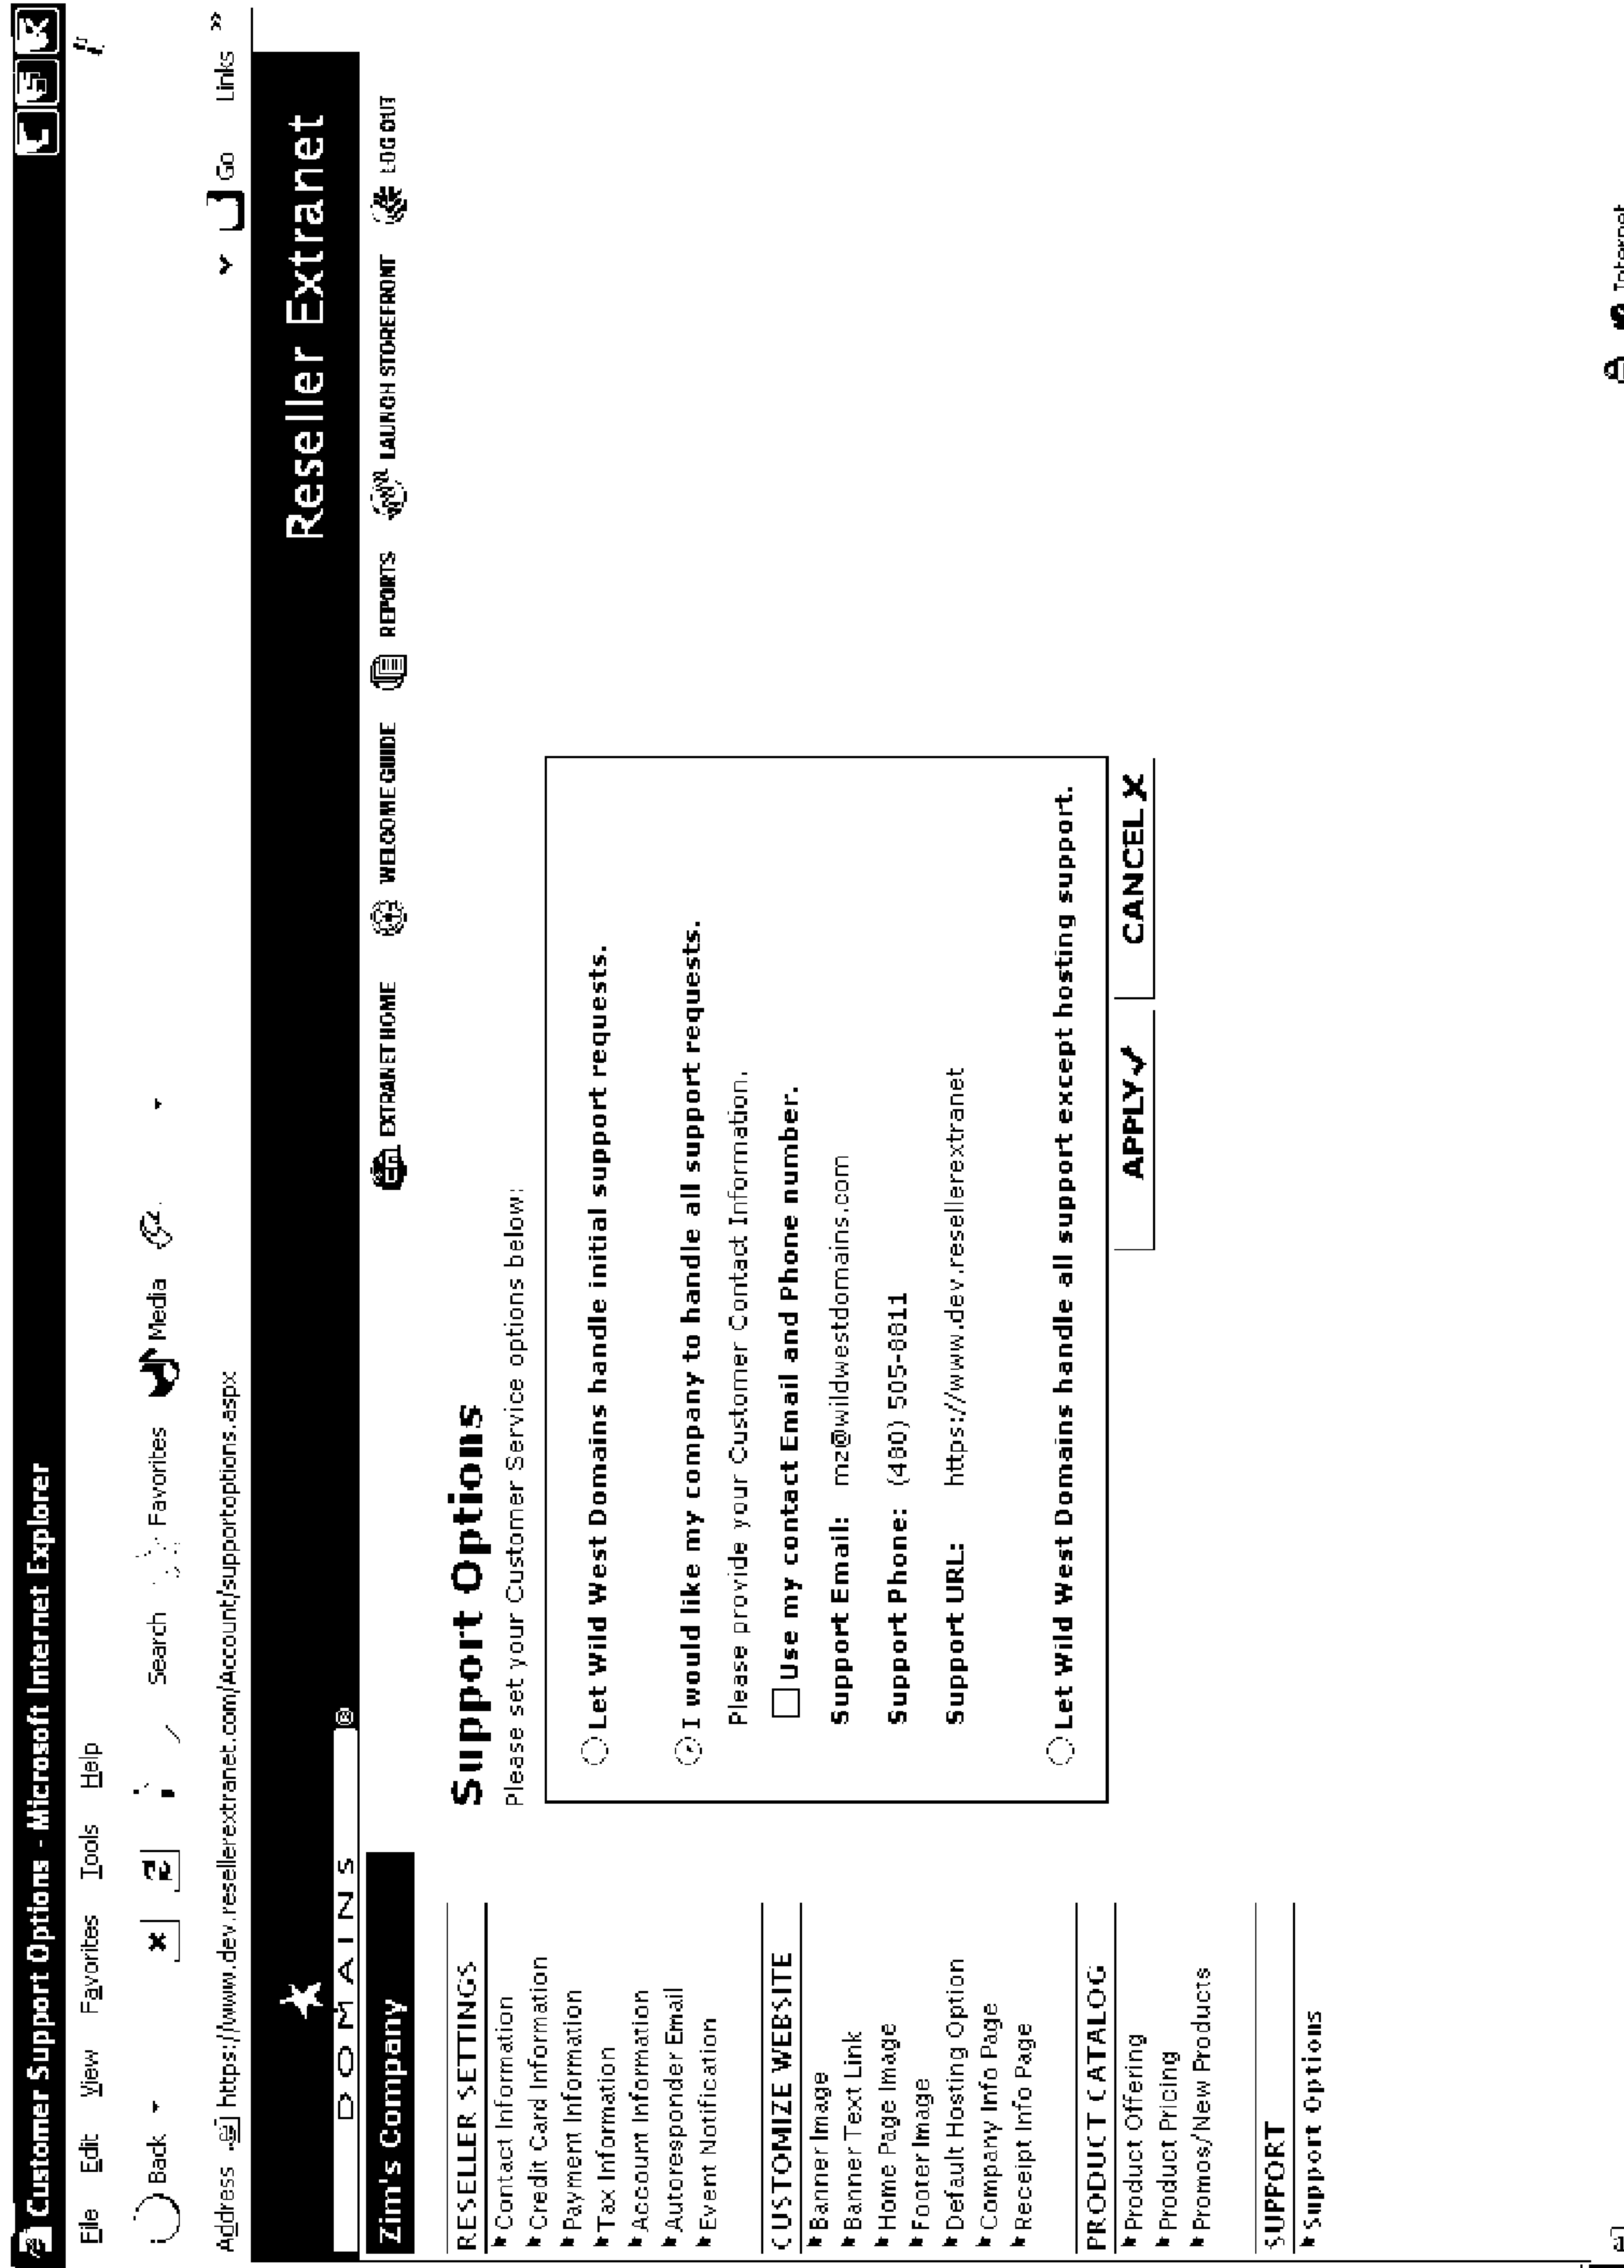 Customer Support Options - Microsoft Internet Explorer
File Edit View Favorites Tools Help
Back Search Favorites Media
Address https://www.dev.resellerextranet.com/Account/supportoptions.aspx Go Links »
DOMAINS ®
Reseller Extranet
Zim's Company
EXTRANET HOME WELCOME GUIDE REPORTS LAUNCH STOREFRONT LOG OUT
RESELLER SETTINGS
Contact Information
Credit Card Information
Payment Information
Tax Information
Account Information
Autoresponder Email
Event Notification
CUSTOMIZE WEBSITE
Banner Image
Banner Text Link
Home Page Image
Footer Image
Default Hosting Option
Company Info Page
Receipt Info Page
PRODUCT CATALOG
Product Offering
Product Pricing
Promos/New Products
SUPPORT
Support Options
Support Options
Please set your Customer Service options below:
Let Wild West Domains handle initial support requests.
I would like my company to handle all support requests.
Please provide your Customer Contact Information.
Use my contact Email and Phone number.
Support Email: mz@wildwestdomains.com
Support Phone: (480) 505-8811
Support URL: https://www.dev.resellerextranet
Let Wild West Domains handle all support except hosting support.
APPLY CANCEL X
Internet